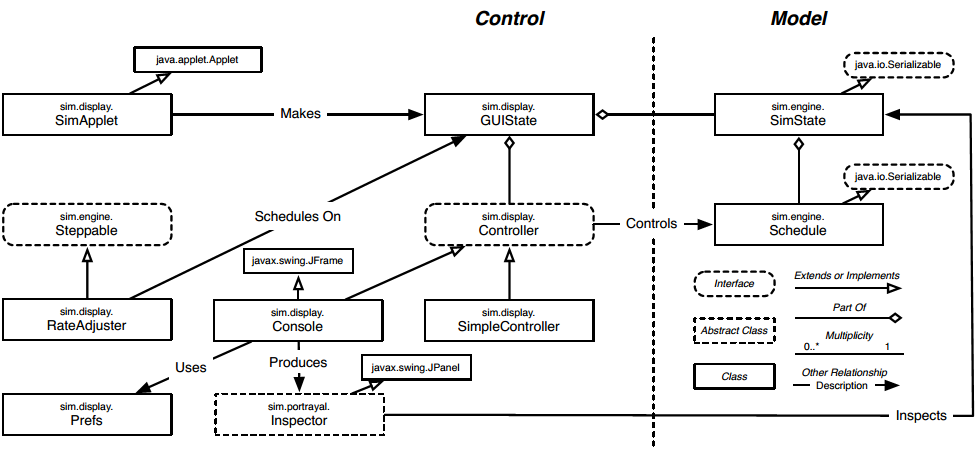 Control
Model
java.applet.Applet
java.io.Serializable
sim.display.
SimApplet
Makes
sim.display.
GUIState
sim.engine.
SimState
java.io.Serializable
sim.engine.
Steppable
Schedules On
sim.display.
Controller
Controls
sim.engine.
Schedule
javax.swing.JFrame
Interface
Extends or Implements
sim.display.
RateAdjuster
sim.display.
Console
sim.display.
SimpleController
Part Of
Abstract Class
Multiplicity
0..*
1
Uses
Produces
javax.swing.JPanel
Class
Other Relationship
Description
sim.display.
Prefs
sim.portrayal.
Inspector
Inspects